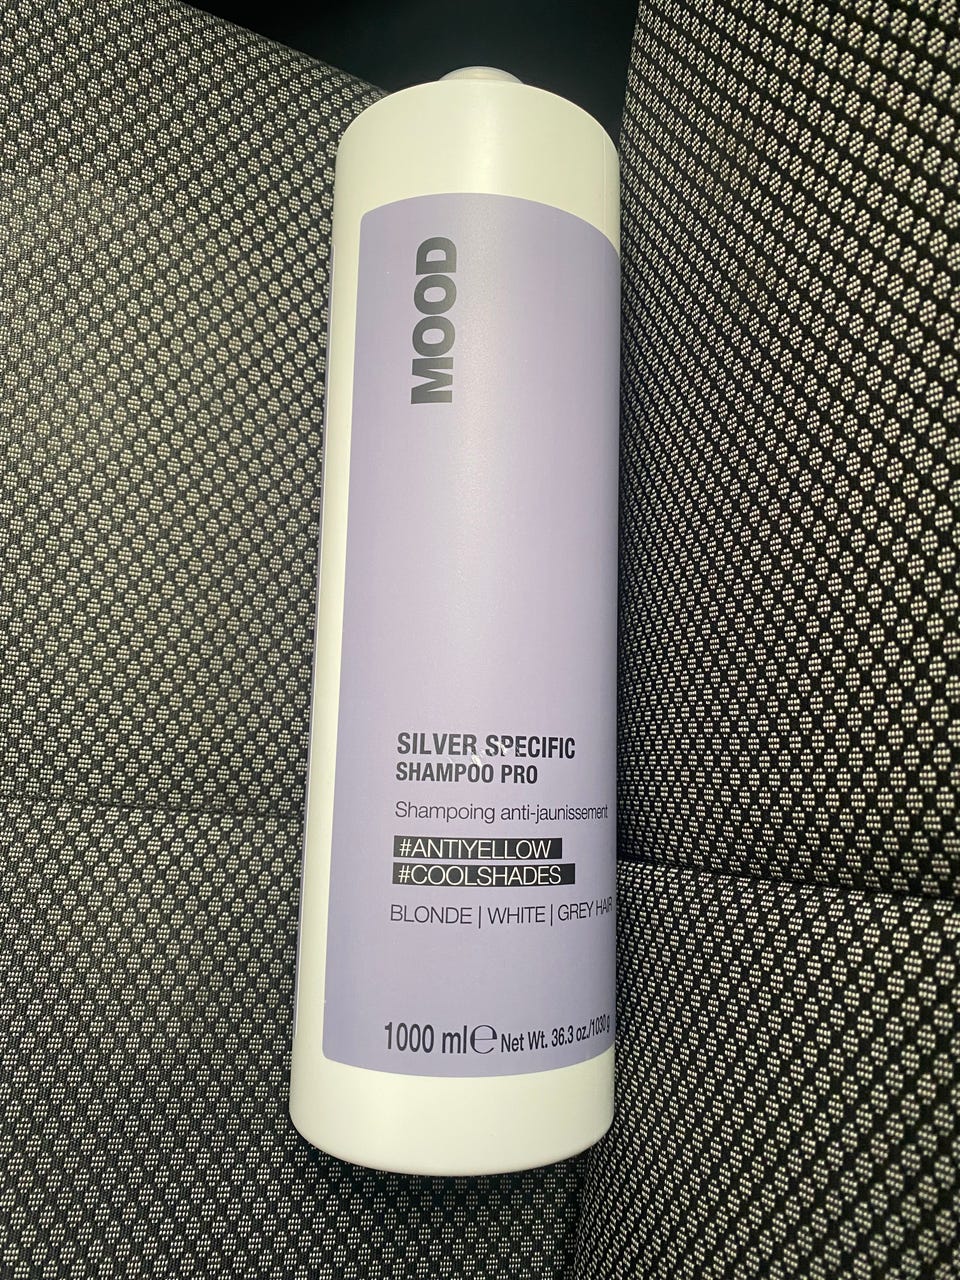 MOOD
SILVER SPECIFIC
SHAMPOO PRO
Shampoing anti-jaunissement
#ANTIYELLOW
#COOLSHADES
BLONDE | WHITE | GREY HAIR
1000 ml ℮ Net Wt. 36.3 oz./1030 g